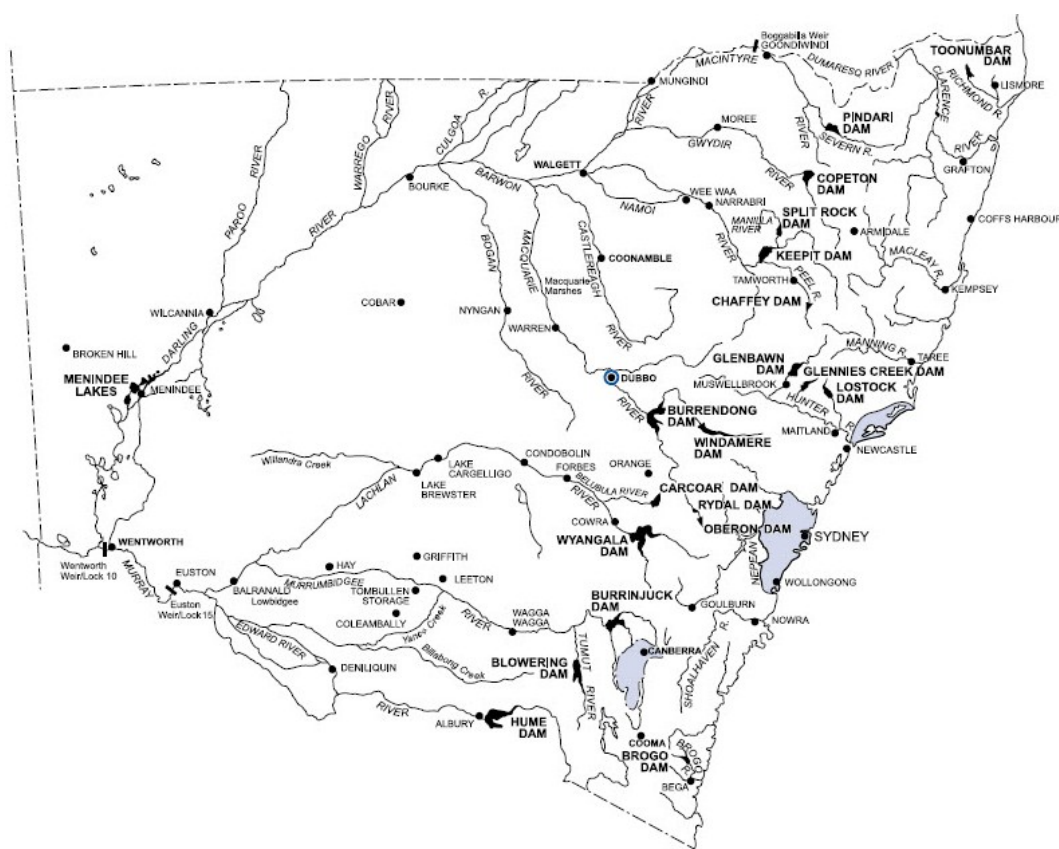 Boggabilla Weir
GOONDIWINDI
MACINTYRE
DUMARESQ RIVER
TOONUMBAR
DAM
RICHMOND R.
LISMORE
CLARENCE
RIVER
GRAFTON
MUNGINDI
RIVER
MOREE
GWYDIR
RIVER
PINDARI
DAM
SEVERN R.
RIVER
COPETON
DAM
CULGOA
R.
WARREGO
RIVER
PAROO
RIVER
BOURKE
BARWON
WALGETT
WEE WAA
NARRABRI
NAMOI
RIVER
MANILLA
RIVER
SPLIT ROCK
DAM
ARMIDALE
COFFS HARBOUR
KEEPIT DAM
MACLEAY R.
KEMPSEY
TAMWORTH
PEEL R.
CHAFFEY DAM
BOGAN
RIVER
MACQUARIE
RIVER
CASTLEREAGH
RIVER
COONAMBLE
Macquarie
Marshes
COBAR
NYNGAN
WARREN
DUBBO
RIVER
DARLING
WILCANNIA
BROKEN HILL
MENINDEE
LAKES
MENINDEE
MANNING R.
TAREE
GLENBAWN
DAM
GLENNIES CREEK DAM
MUSWELLBROOK
LOSTOCK
DAM
HUNTER
R.
MAITLAND
NEWCASTLE
BURRENDONG
DAM
WINDAMERE
DAM
Willandra Creek
LAKE
CARGELLIGO
LAKE
BREWSTER
LACHLAN
CONDOBOLIN
FORBES
RIVER
ORANGE
BELUBULA RIVER
CARCOAR DAM
RYDAL DAM
OBERON DAM
COWRA
WYANGALA
DAM
NEPEAN
SYDNEY
WOLLONGONG
WENTWORTH
Wentworth
Weir/Lock 10
MURRAY
EUSTON
Euston
Weir/Lock 15
BALRANALD
Lowbidgee
HAY
MURRUMBIDGEE
GRIFFITH
LEETON
TOMBULLEN
STORAGE
COLEAMBALLY
Yanco Creek
Billabong Creek
RIVER
WAGGA
WAGGA
BURRINJUCK
DAM
GOULBURN
NOWRA
EDWARD RIVER
DENILIQUIN
BLOWERING
DAM
TUMUT
RIVER
CANBERRA
SHOALHAVEN
R.
RIVER
ALBURY
HUME
DAM
COOMA
BROGO
DAM
BROGO
R.
BEGA